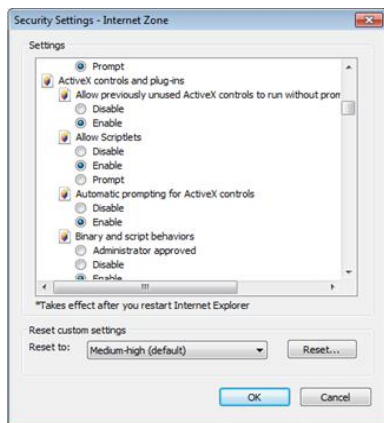 Security Settings - Internet Zone
Settings
Prompt
ActiveX controls and plug-ins
Allow previously unused ActiveX controls to run without pron
Disable
Enable
Allow Scriptlets
Disable
Enable
Prompt
Automatic prompting for ActiveX controls
Disable
Enable
Binary and script behaviors
Administrator approved
Disable
Enable
*Takes effect after you restart Internet Explorer
Reset custom settings
Reset to: Medium-high (default) Reset...
OK Cancel